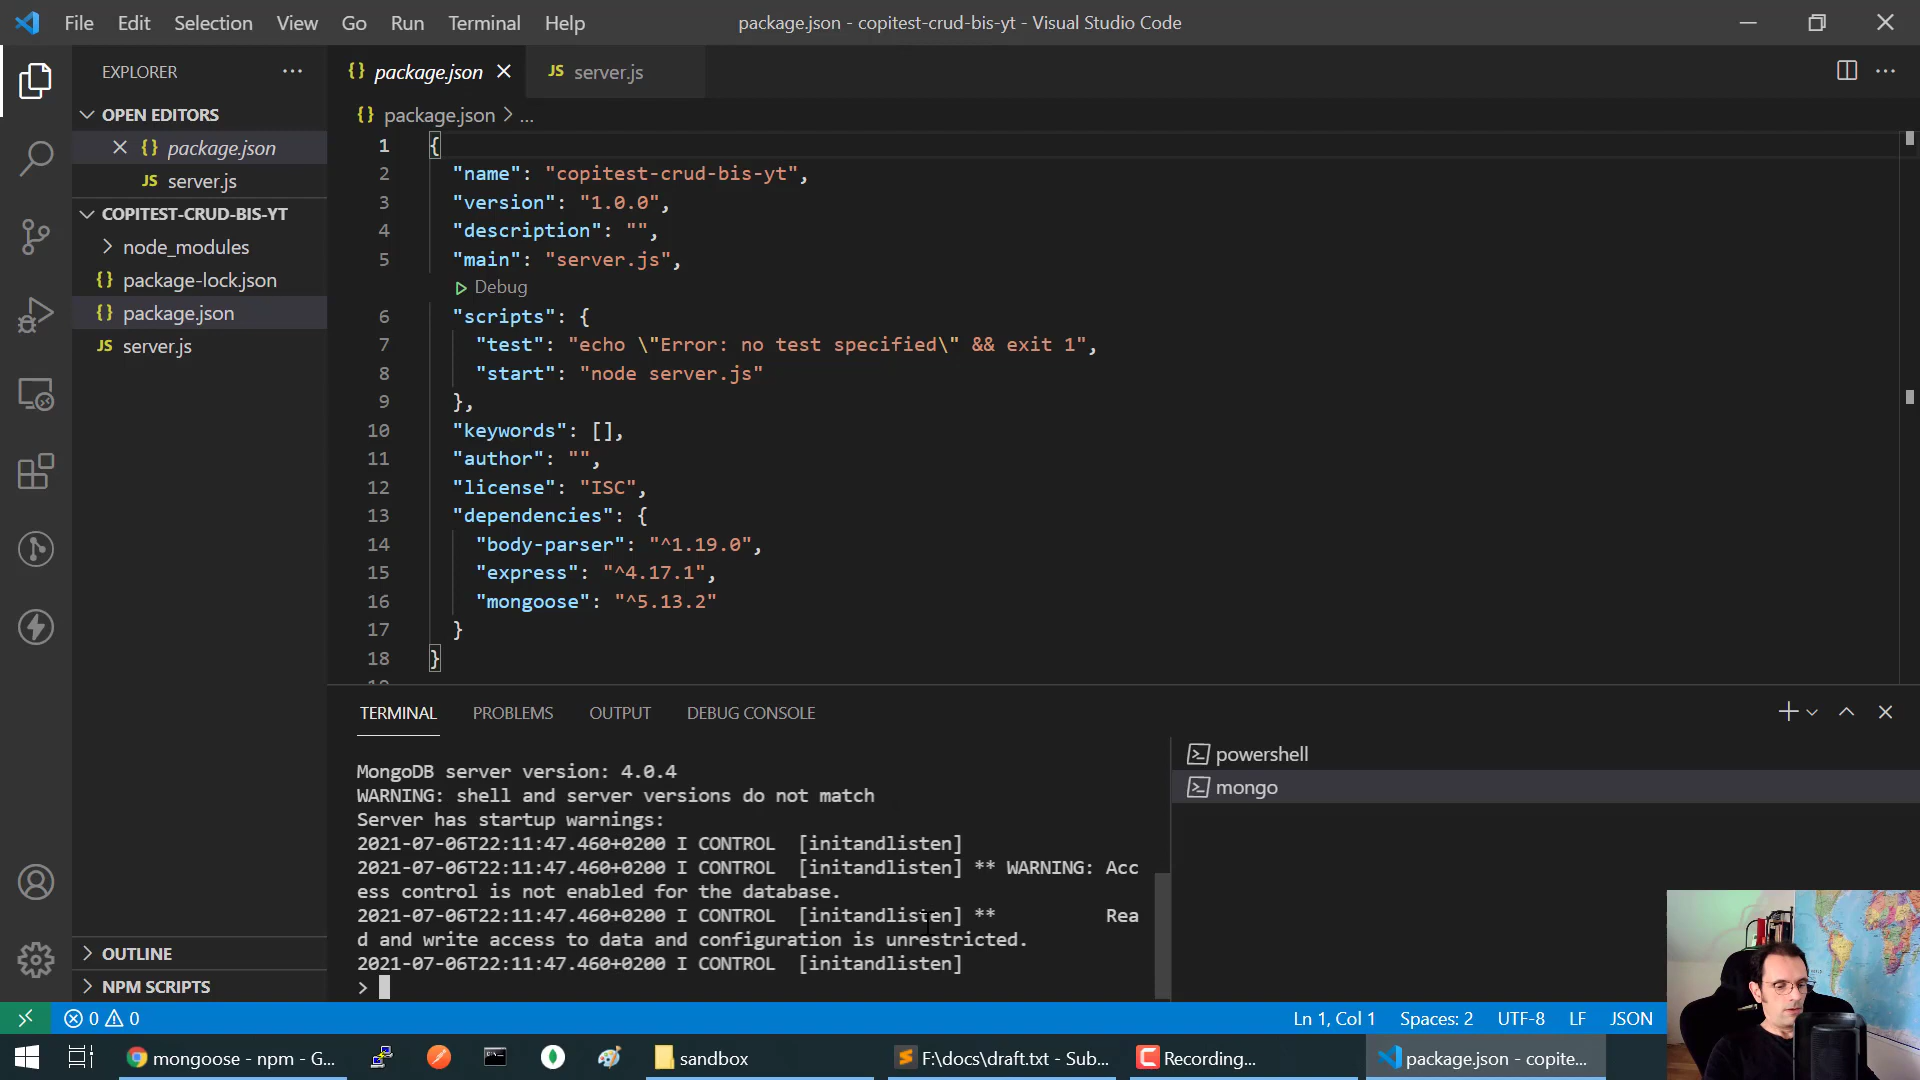 File Edit Selection View Go Run Terminal Help
package.json - copitest-crud-bis-yt - Visual Studio Code
EXPLORER
OPEN EDITORS
{} package.json
JS server.js
COPITEST-CRUD-BIS-YT
node_modules
{} package-lock.json
{} package.json
JS server.js
OUTLINE
NPM SCRIPTS
{} package.json
JS server.js
{} package.json > ...
1 {
2 "name": "copitest-crud-bis-yt",
3 "version": "1.0.0",
4 "description": "",
5 "main": "server.js",
Debug
6 "scripts": {
7 "test": "echo \"Error: no test specified\" && exit 1",
8 "start": "node server.js"
9 },
10 "keywords": [],
11 "author": "",
12 "license": "ISC",
13 "dependencies": {
14 "body-parser": "^1.19.0",
15 "express": "^4.17.1",
16 "mongoose": "^5.13.2"
17 }
18 }
TERMINAL PROBLEMS OUTPUT DEBUG CONSOLE
MongoDB server version: 4.0.4
WARNING: shell and server versions do not match
Server has startup warnings:
2021-07-06T22:11:47.460+0200 I CONTROL [initandlisten]
2021-07-06T22:11:47.460+0200 I CONTROL [initandlisten] ** WARNING: Acc
ess control is not enabled for the database.
2021-07-06T22:11:47.460+0200 I CONTROL [initandlisten] ** Rea
d and write access to data and configuration is unrestricted.
2021-07-06T22:11:47.460+0200 I CONTROL [initandlisten]
>
powershell
mongo
0 0
Ln 1, Col 1 Spaces: 2 UTF-8 LF JSON
mongoose - npm - G...
sandbox
F:\docs\draft.txt - Sub...
Recording...
package.json - copite...